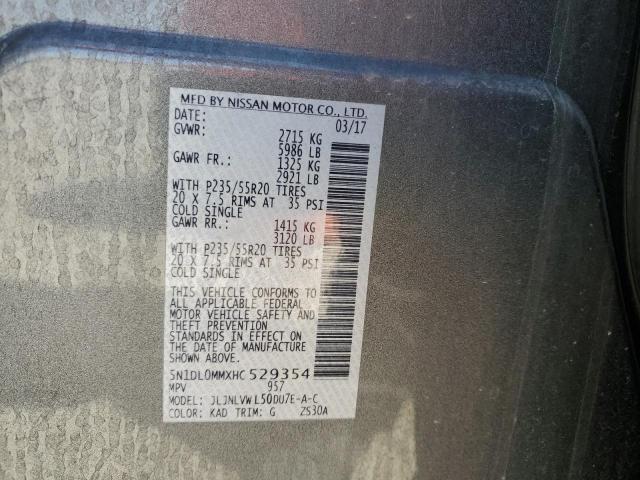 MFD BY NISSAN MOTOR CO., LTD.
DATE: 03/17
GVWR: 2715 KG
5986 LB
GAWR FR.: 1325 KG
2921 LB
WITH P235/55R20 TIRES
20 X 7.5 RIMS AT 35 PSI
COLD SINGLE
GAWR RR.: 1415 KG
3120 LB
WITH P235/55R20 TIRES
20 X 7.5 RIMS AT 35 PSI
COLD SINGLE
THIS VEHICLE CONFORMS TO
ALL APPLICABLE FEDERAL
MOTOR VEHICLE SAFETY AND
THEFT PREVENTION
STANDARDS IN EFFECT ON
THE DATE OF MANUFACTURE
SHOWN ABOVE.
5N1DL0MMXHC 529354
MPV 957
MODEL: JLJNLVWL50DU7E-A-C
COLOR: KAD TRIM: G ZS30A